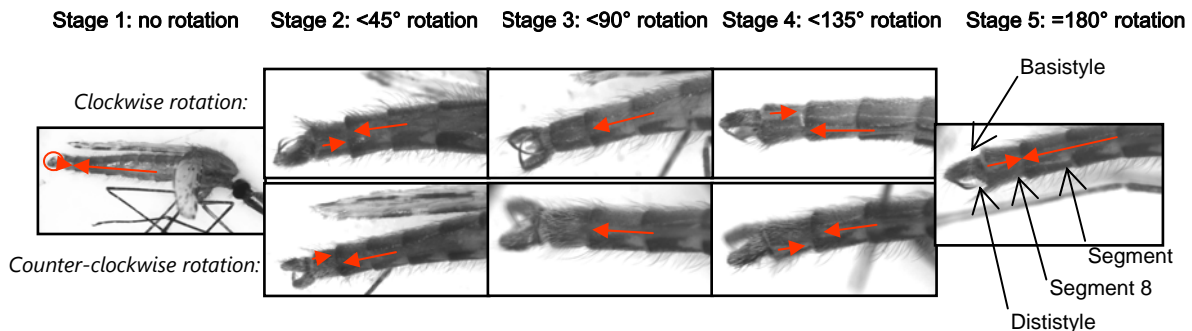 Stage 1: no rotation Stage 2: <45° rotation Stage 3: <90° rotation Stage 4: <135° rotation Stage 5: =180° rotation
Basistyle
Clockwise rotation:
Counter-clockwise rotation:
Segment
Segment 8
Dististyle